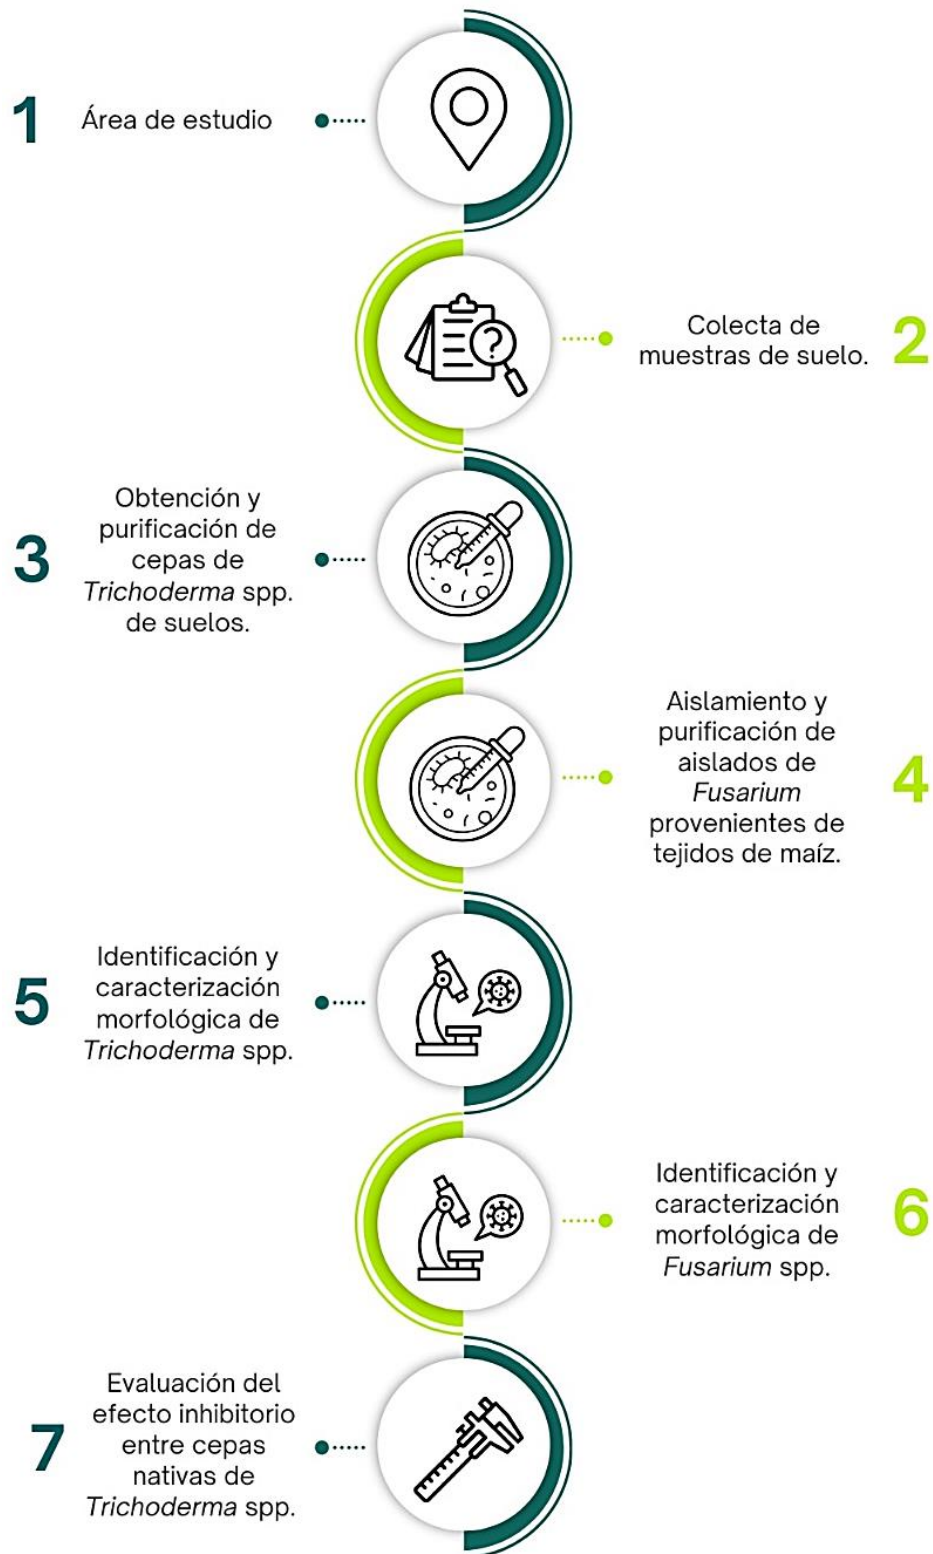 1
Área de estudio
Colecta de
muestras de suelo.
2
3
Obtención y
purificación de
cepas de
Trichoderma spp.
de suelos.
Aislamiento y
purificación de
aislados de
Fusarium
provenientes de
tejidos de maíz.
4
5
Identificación y
caracterización
morfológica de
Trichoderma spp.
Identificación y
caracterización
morfológica de
Fusarium spp.
6
7
Evaluación del
efecto inhibitorio
entre cepas
nativas de
Trichoderma spp.
?